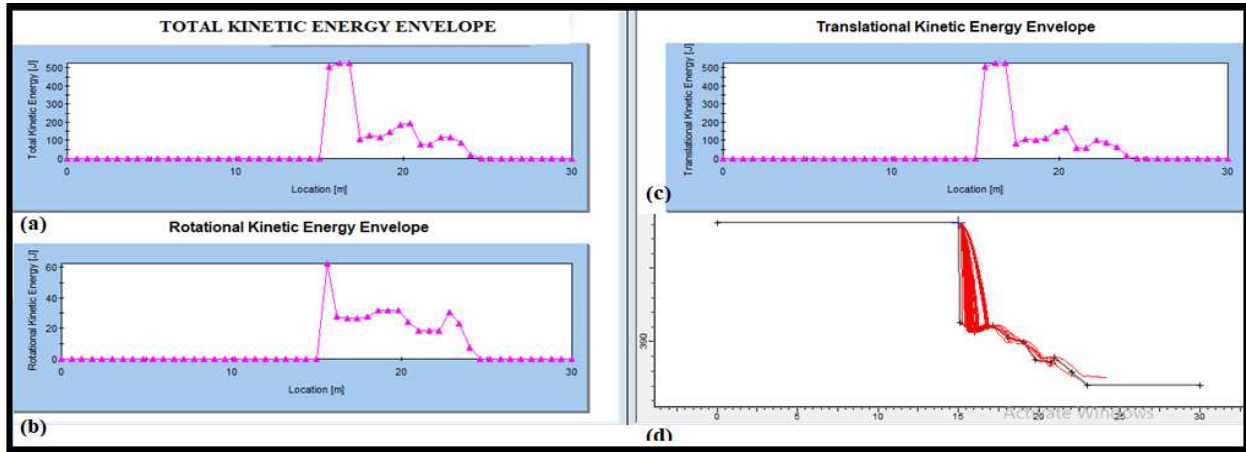 TOTAL KINETIC ENERGY ENVELOPE
Total Kinetic Energy [J]
500
400
300
200
100
0
0 10 20 30
Location [m]
(a)
Rotational Kinetic Energy Envelope
Rotational Kinetic Energy [J]
60
40
20
0
0 10 20 30
Location [m]
(b)
Translational Kinetic Energy Envelope
Translational Kinetic Energy [J]
500
400
300
200
100
0
0 10 20 30
Location [m]
(c)
390
0 5 10 15 20 25 30
Activate Windows
(d)